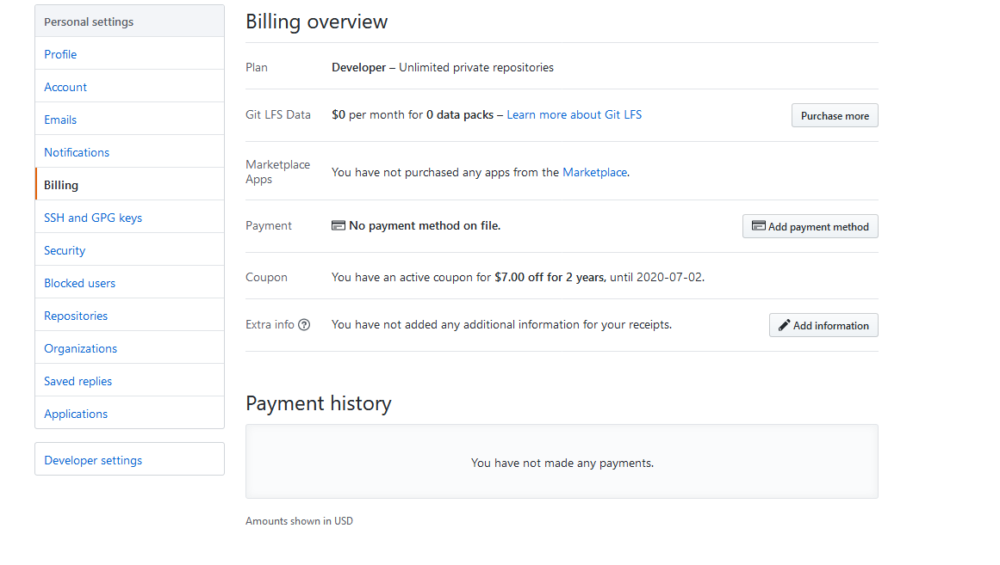 Personal settings
Profile
Account
Emails
Notifications
Billing
SSH and GPG keys
Security
Blocked users
Repositories
Organizations
Saved replies
Applications
Developer settings
Billing overview
Plan
Developer – Unlimited private repositories
Git LFS Data
$0 per month for 0 data packs – Learn more about Git LFS
Purchase more
Marketplace
Apps
You have not purchased any apps from the Marketplace.
Payment
No payment method on file.
Add payment method
Coupon
You have an active coupon for $7.00 off for 2 years, until 2020-07-02.
Extra info ?
You have not added any additional information for your receipts.
Add information
Payment history
You have not made any payments.
Amounts shown in USD